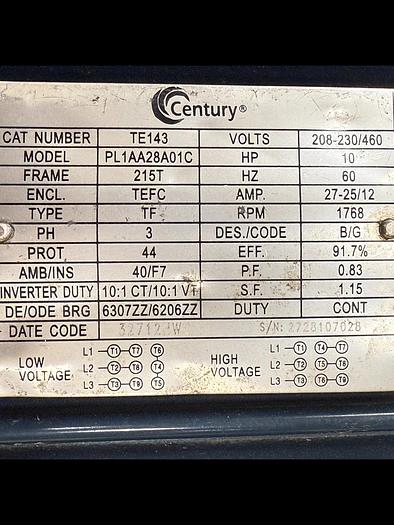 Century®
CAT NUMBER TE143 VOLTS 208-230/460
MODEL PL1AA28A01C HP 10
FRAME 215T HZ 60
ENCL. TEFC AMP. 27-25/12
TYPE TF RPM 1768
PH 3 DES./CODE B/G
PROT. 44 EFF. 91.7%
AMB/INS 40/F7 P.F. 0.83
INVERTER DUTY 10:1 CT/10:1 VT S.F. 1.15
DE/ODE BRG 6307ZZ/6206ZZ DUTY CONT
DATE CODE S/N: 2728107028
LOW VOLTAGE HIGH VOLTAGE
L1 T1 T7 T6 L1 T1 T4 T7
L2 T2 T8 T4 L2 T2 T5 T8
L3 T3 T9 T5 L3 T3 T6 T9